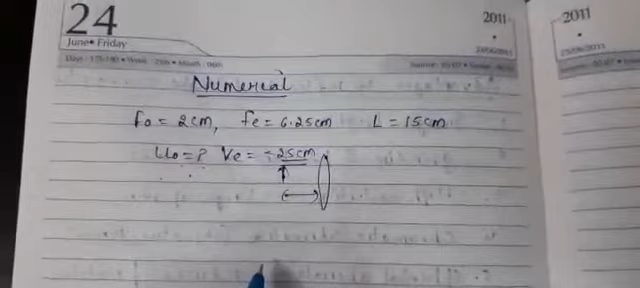 24
2011
June • Friday
Numerical
fo = 2cm, fe = 6.25cm L = 15cm
Uo = ? Ve = -25cm
2011